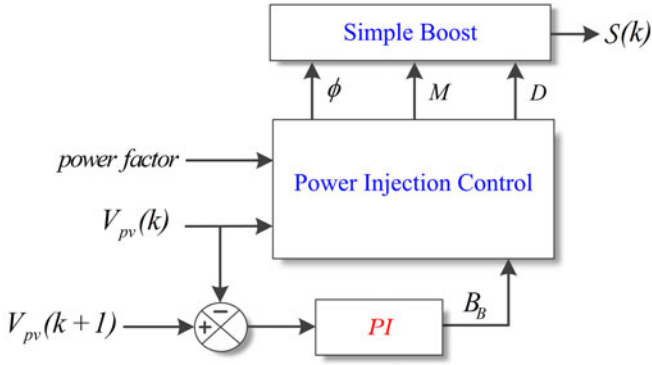 Simple Boost
S(k)
ϕ
M
D
power factor
Power Injection Control
V_pv(k)
−
B_B
V_pv(k+1)
+
PI